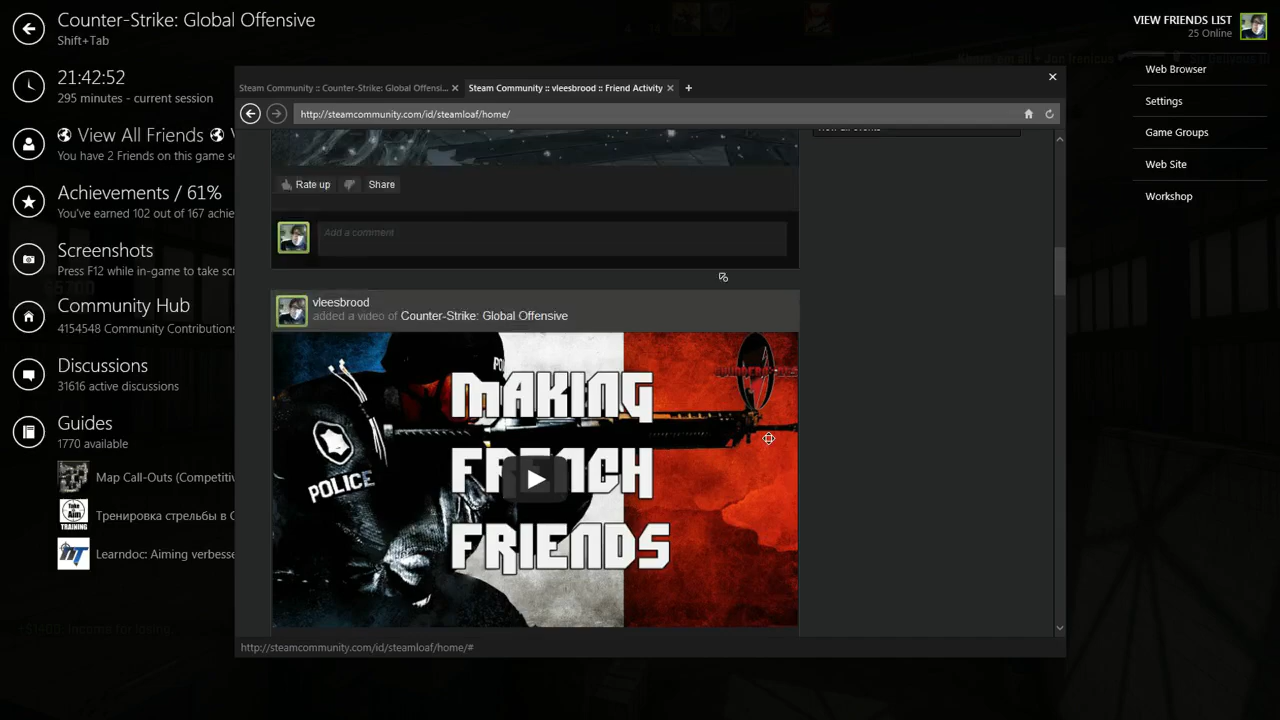 Counter-Strike: Global Offensive
Shift+Tab
21:42:52
295 minutes - current session
View All Friends
You have 2 Friends on this game
Achievements / 61%
You've earned 102 out of 167
Screenshots
Press F12 while in-game to take
Community Hub
4154548 Community Contributions
Discussions
31616 active discussions
Guides
1770 available
Map Call-Outs (Competitiv
Тренировка стрельбы в
Learndoc: Aiming verbesse
Steam Community :: Counter-Strike: Global Offensi...
Steam Community :: vleesbrood :: Friend Activity
http://steamcommunity.com/id/steamloaf/home/
Rate up
Share
Add a comment
vleesbrood
added a video of Counter-Strike: Global Offensive
POLICE
MAKING
FRENCH
FRIENDS
http://steamcommunity.com/id/steamloaf/home/#
VIEW FRIENDS LIST
25 Online
Web Browser
Settings
Game Groups
Web Site
Workshop